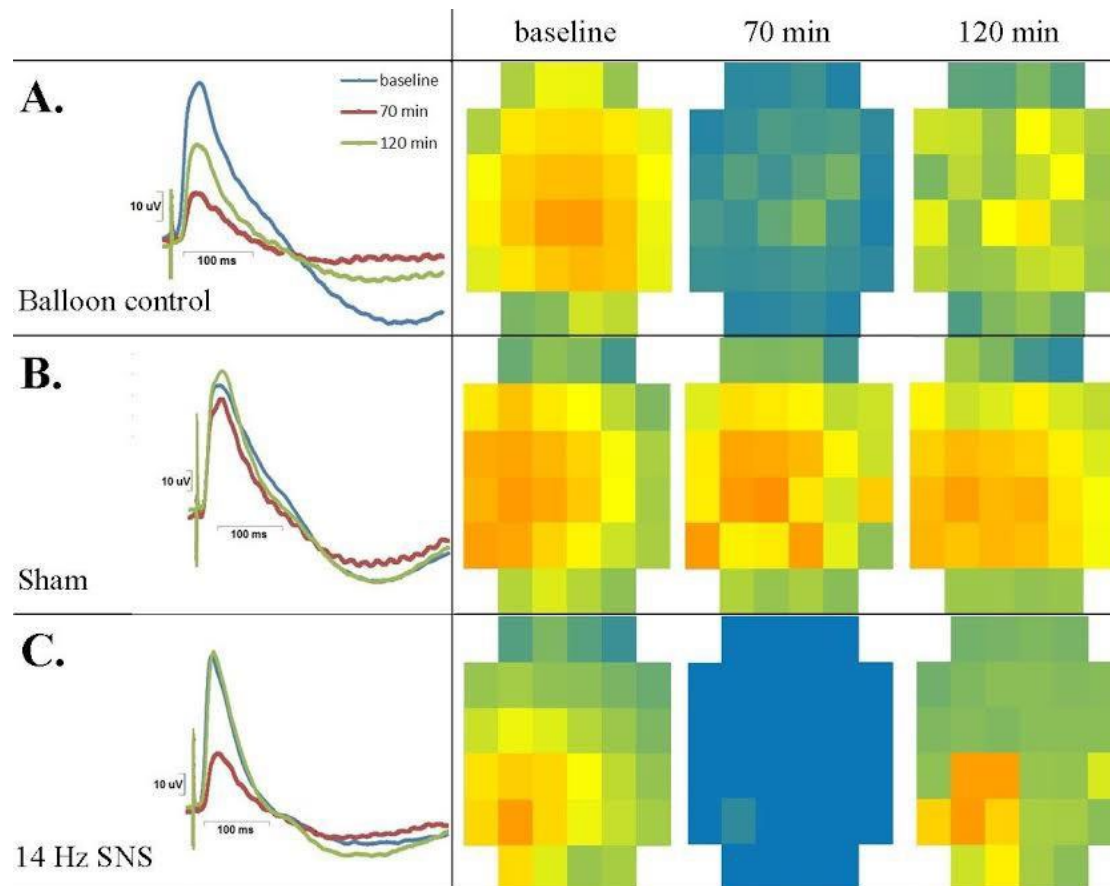 baseline 70 min 120 min
A.
baseline
70 min
120 min
10 uV
100 ms
Balloon control
B.
10 uV
100 ms
Sham
C.
10 uV
100 ms
14 Hz SNS